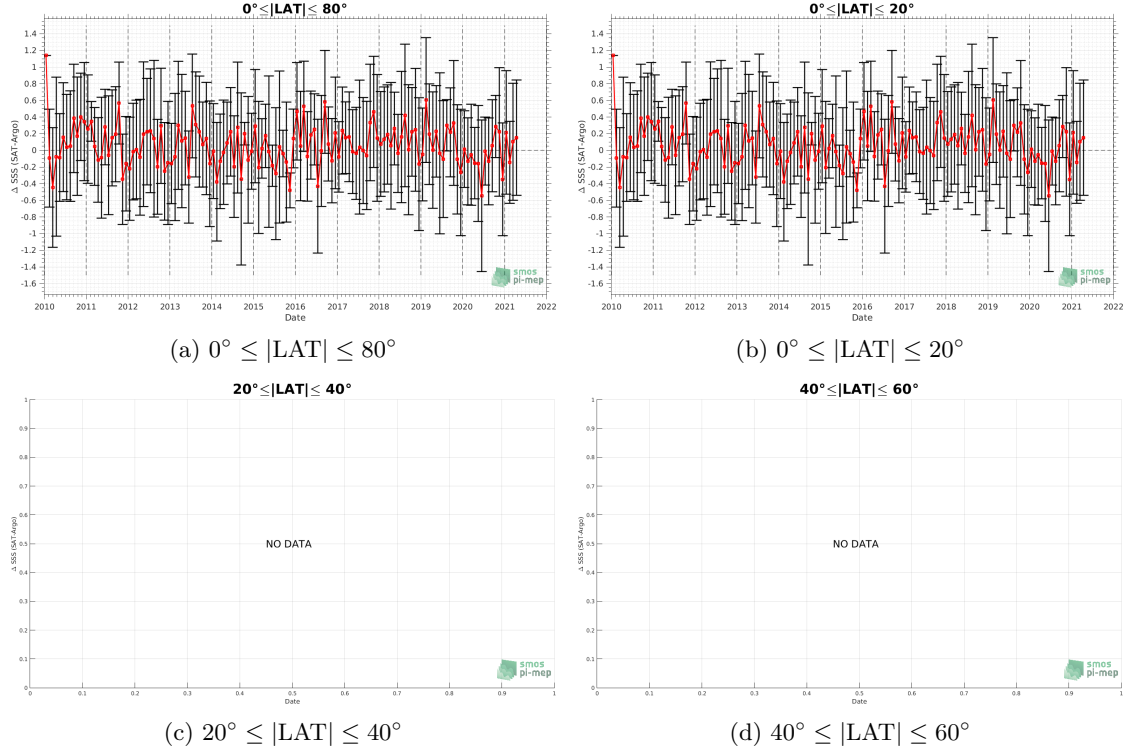 0°≤|LAT|≤ 80°
1.4
1.2
1
0.8
0.6
0.4
0.2
0
-0.2
-0.4
-0.6
-0.8
-1
-1.2
-1.4
-1.6
Δ SSS (SAT-Argo)
2010 2011 2012 2013 2014 2015 2016 2017 2018 2019 2020 2021 2022
Date
smos
pi-mep
(a) 0° ≤ |LAT| ≤ 80°
0°≤|LAT|≤ 20°
1.4
1.2
1
0.8
0.6
0.4
0.2
0
-0.2
-0.4
-0.6
-0.8
-1
-1.2
-1.4
-1.6
Δ SSS (SAT-Argo)
2010 2011 2012 2013 2014 2015 2016 2017 2018 2019 2020 2021 2022
Date
smos
pi-mep
(b) 0° ≤ |LAT| ≤ 20°
20°≤|LAT|≤ 40°
1
0.9
0.8
0.7
0.6
0.5
0.4
0.3
0.2
0.1
0
Δ SSS (SAT-Argo)
NO DATA
0 0.1 0.2 0.3 0.4 0.5 0.6 0.7 0.8 0.9 1
Date
smos
pi-mep
(c) 20° ≤ |LAT| ≤ 40°
40°≤|LAT|≤ 60°
1
0.9
0.8
0.7
0.6
0.5
0.4
0.3
0.2
0.1
0
Δ SSS (SAT-Argo)
NO DATA
0 0.1 0.2 0.3 0.4 0.5 0.6 0.7 0.8 0.9 1
Date
smos
pi-mep
(d) 40° ≤ |LAT| ≤ 60°